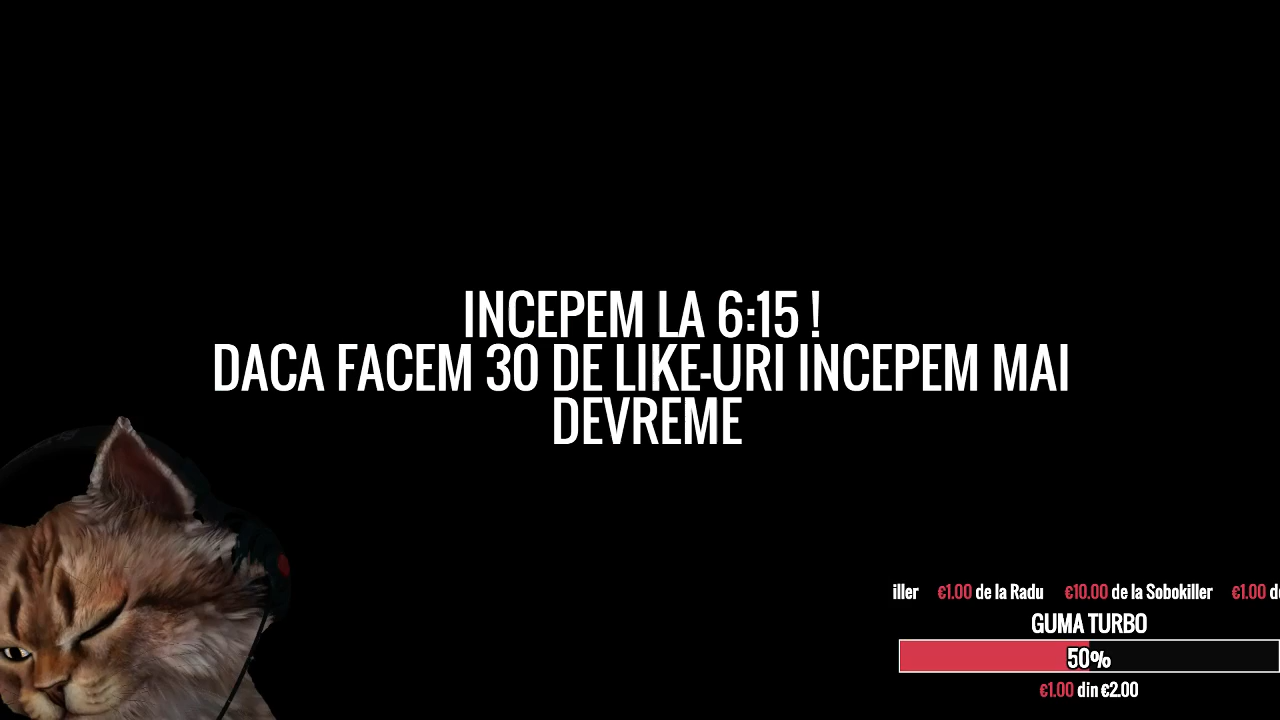 INCEPEM LA 6:15 !
DACA FACEM 30 DE LIKE-URI INCEPEM MAI
DEVREME
iller €1.00 de la Radu €10.00 de la Sobokiller €1.00
GUMA TURBO
50%
€1.00 din €2.00